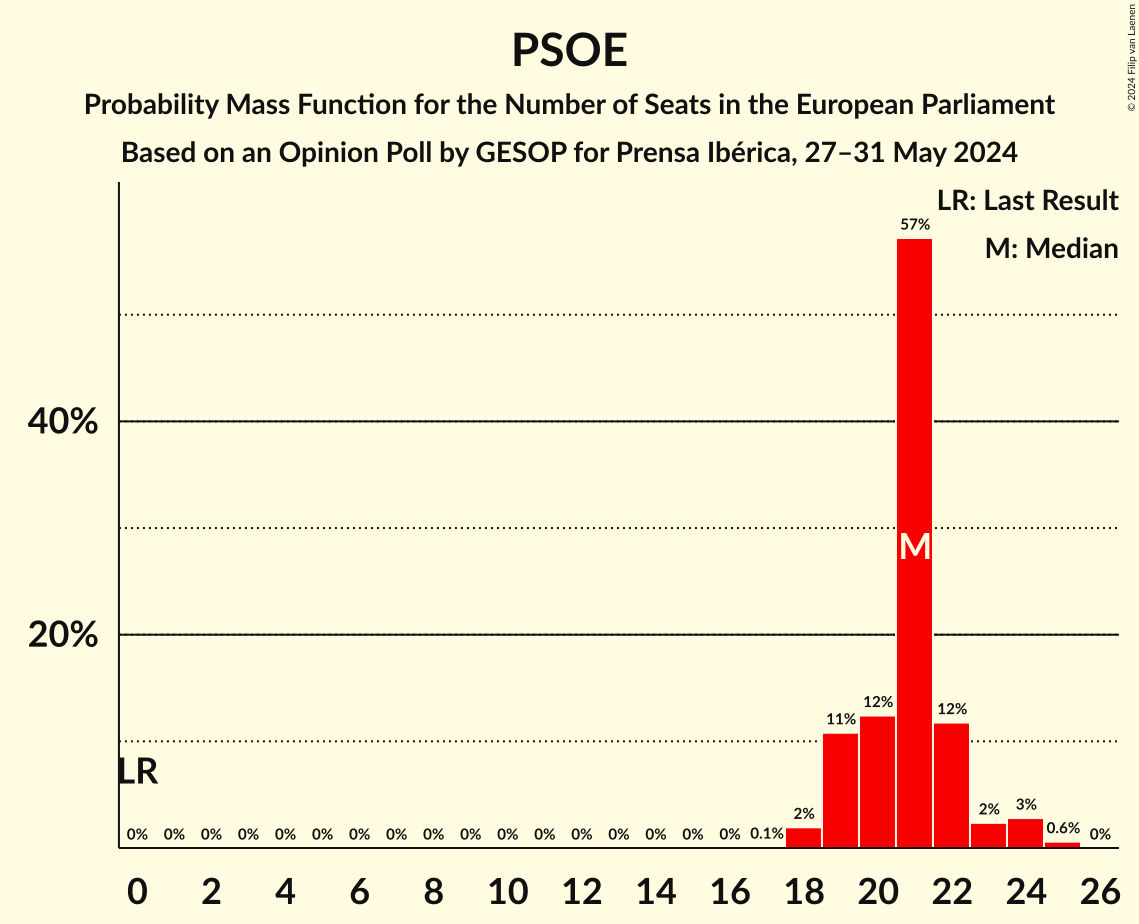 PSOE
Probability Mass Function for the Number of Seats in the European Parliament
Based on an Opinion Poll by GESOP for Prensa Ibérica, 27–31 May 2024
© 2024 Filip van Laenen
LR: Last Result
M: Median
57%
40%
M
20%
12%
12%
11%
LR
3%
2%
2%
0.6%
0% 0% 0% 0% 0% 0% 0% 0% 0% 0% 0% 0% 0% 0% 0% 0% 0% 0.1% 0%
0 2 4 6 8 10 12 14 16 18 20 22 24 26